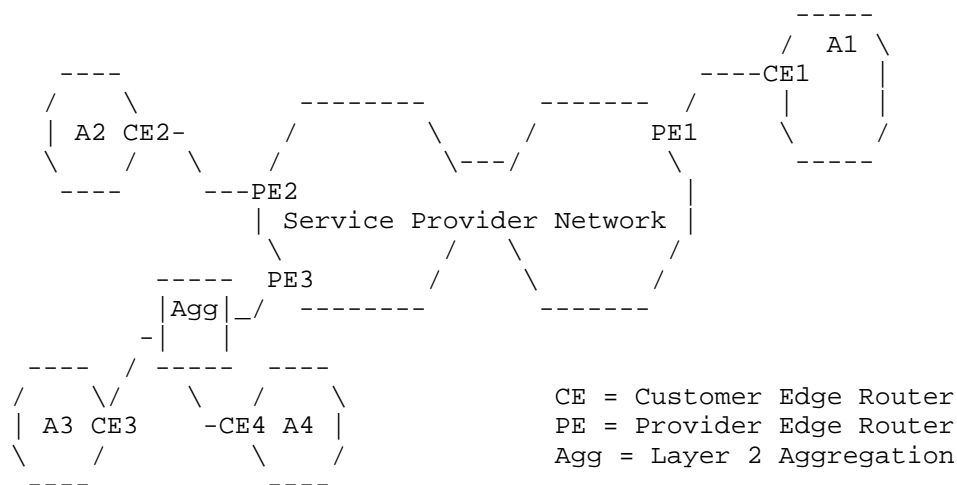 A1
CE1
A2 CE2
PE1
PE2
Service Provider Network
PE3
Agg
CE = Customer Edge Router
A3 CE3 CE4 A4 PE = Provider Edge Router
Agg = Layer 2 Aggregation